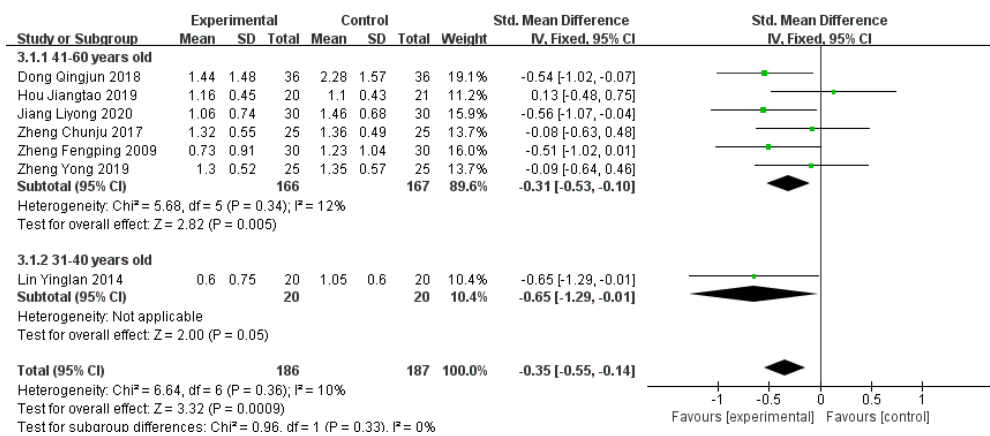 Experimental Control Std. Mean Difference Std. Mean Difference
Study or Subgroup Mean SD Total Mean SD Total Weight IV, Fixed, 95% CI IV, Fixed, 95% CI
3.1.1 41-60 years old
Dong Qingjun 2018 1.44 1.48 36 2.28 1.57 36 19.1% -0.54 [-1.02, -0.07]
Hou Jiangtao 2019 1.16 0.45 20 1.1 0.43 21 11.2% 0.13 [-0.48, 0.75]
Jiang Liyong 2020 1.06 0.74 30 1.46 0.68 30 15.9% -0.56 [-1.07, -0.04]
Zheng Chunju 2017 1.32 0.55 25 1.36 0.49 25 13.7% -0.08 [-0.63, 0.48]
Zheng Fengping 2009 0.73 0.91 30 1.23 1.04 30 16.0% -0.51 [-1.02, 0.01]
Zheng Yong 2019 1.3 0.52 25 1.35 0.57 25 13.7% -0.09 [-0.64, 0.46]
Subtotal (95% CI) 166 167 89.6% -0.31 [-0.53, -0.10]
Heterogeneity: Chi² = 5.68, df = 5 (P = 0.34); I² = 12%
Test for overall effect: Z = 2.82 (P = 0.005)
3.1.2 31-40 years old
Lin Yinglan 2014 0.6 0.75 20 1.05 0.6 20 10.4% -0.65 [-1.29, -0.01]
Subtotal (95% CI) 20 20 10.4% -0.65 [-1.29, -0.01]
Heterogeneity: Not applicable
Test for overall effect: Z = 2.00 (P = 0.05)
Total (95% CI) 186 187 100.0% -0.35 [-0.55, -0.14]
Heterogeneity: Chi² = 6.64, df = 6 (P = 0.36); I² = 10%
Test for overall effect: Z = 3.32 (P = 0.0009)
Test for subgroup differences: Chi² = 0.96, df = 1 (P = 0.33), I² = 0%
-1 -0.5 0 0.5 1
Favours [experimental] Favours [control]